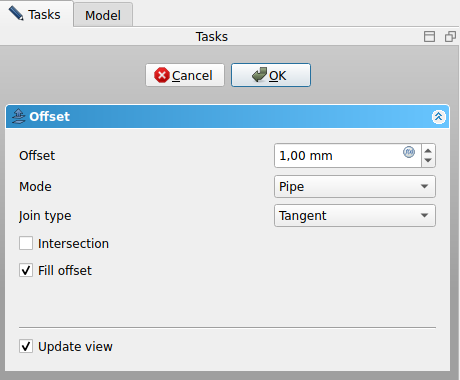 Tasks Model
Tasks
Cancel OK
Offset
Offset 1,00 mm
Mode Pipe
Join type Tangent
Intersection
Fill offset
Update view